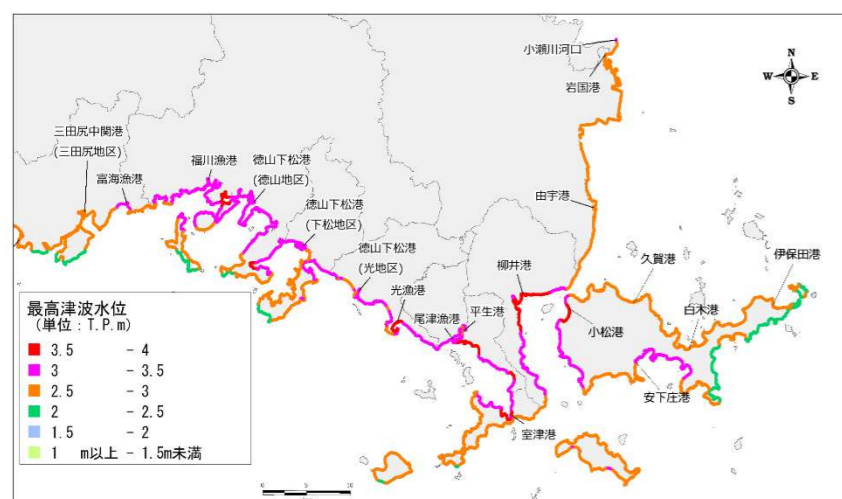 小瀬川河口
N
W E
S
岩国港
三田尻中関港
(三田尻地区)
福川漁港
徳山下松港
(徳山地区)
富海漁港
徳山下松港
(下松地区)
由宇港
徳山下松港
(光地区)
柳井港
久賀港
伊保田港
光漁港
平生港
尾津漁港
小松港
白木港
安下庄港
室津港
最高津波水位
(単位:T.P.m)
3.5 - 4
3 - 3.5
2.5 - 3
2 - 2.5
1.5 - 2
1 m以上 - 1.5m未満
0 5 10